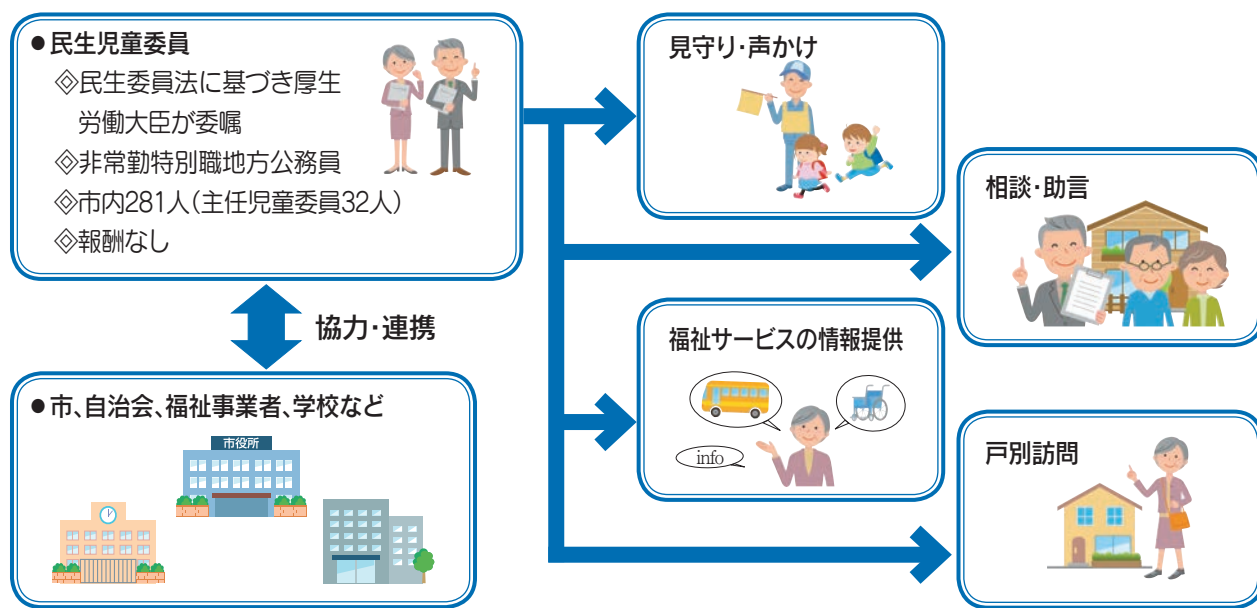 ●民生児童委員
◇民生委員法に基づき厚生
労働大臣が委嘱
◇非常勤特別職地方公務員
◇市内281人(主任児童委員32人)
◇報酬なし
協力・連携
●市、自治会、福祉事業者、学校など
市役所
見守り・声かけ
相談・助言
福祉サービスの情報提供
info
戸別訪問